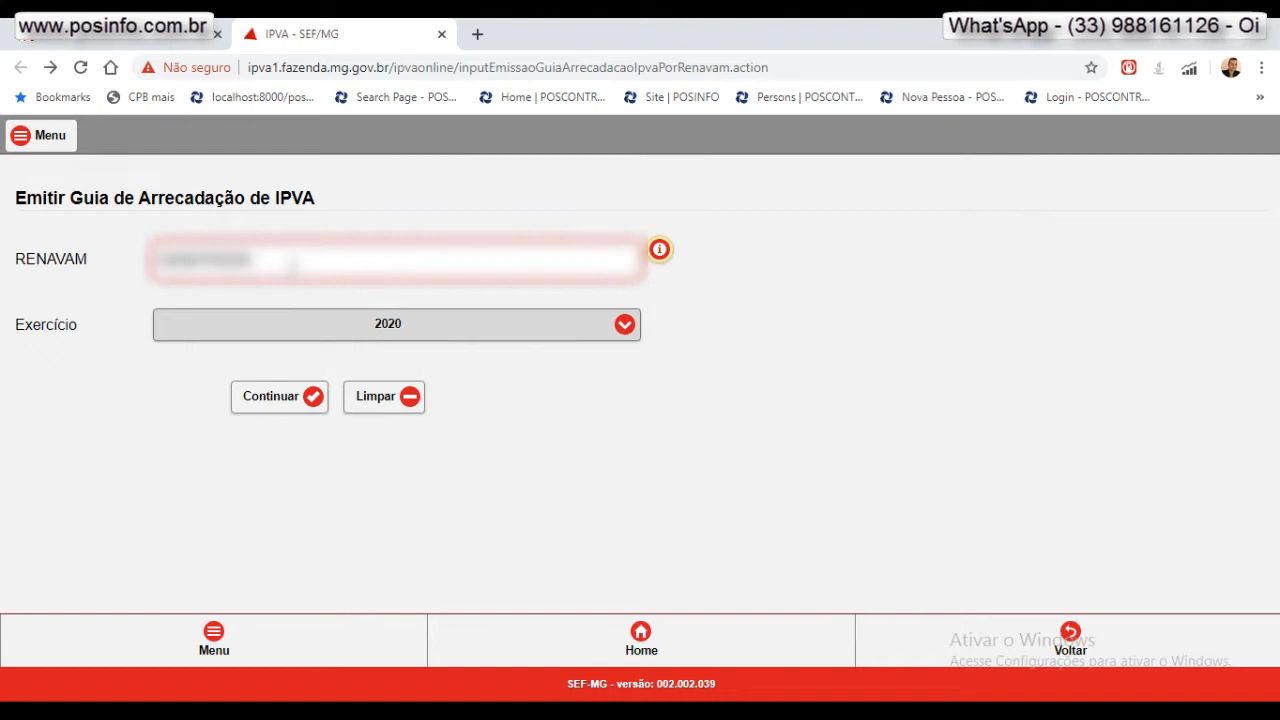 www.posinfo.com.br
What'sApp - (33) 988161126 - Oi
IPVA - SEF/MG
Não seguro
ipva1.fazenda.mg.gov.br/ipvaonline/inputEmissaoGuiaArrecadacaoIpvaPorRenavam.action
Bookmarks
CPB mais
localhost:8000/pos...
Search Page - POS...
Home | POSCONTR...
Site | POSINFO
Persons | POSCONT...
Nova Pessoa - POS...
Login - POSCONTR...
»
Menu
Emitir Guia de Arrecadação de IPVA
RENAVAM
Exercício
2020
Continuar
Limpar
Menu
Home
Voltar
Ativar o Windows
Acesse Configurações para ativar o Windows.
SEF-MG - versão: 002.002.039